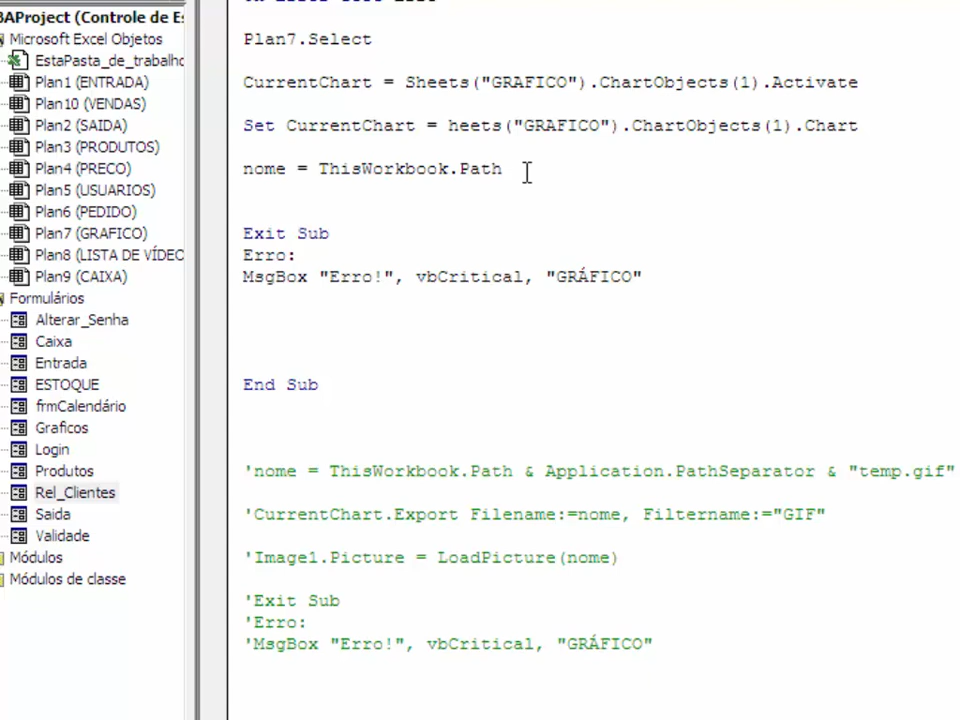 BAProject (Controle de Es
Microsoft Excel Objetos
EstaPasta_de_trabalho
Plan1 (ENTRADA)
Plan10 (VENDAS)
Plan2 (SAIDA)
Plan3 (PRODUTOS)
Plan4 (PRECO)
Plan5 (USUARIOS)
Plan6 (PEDIDO)
Plan7 (GRAFICO)
Plan8 (LISTA DE VÍDEO
Plan9 (CAIXA)
Formulários
Alterar_Senha
Caixa
Entrada
ESTOQUE
frmCalendário
Graficos
Login
Produtos
Rel_Clientes
Saida
Validade
Módulos
Módulos de classe
Plan7.Select
CurrentChart = Sheets("GRAFICO").ChartObjects(1).Activate
Set CurrentChart = heets("GRAFICO").ChartObjects(1).Chart
nome = ThisWorkbook.Path
Exit Sub
Erro:
MsgBox "Erro!", vbCritical, "GRÁFICO"
End Sub
'nome = ThisWorkbook.Path & Application.PathSeparator & "temp.gif"
'CurrentChart.Export Filename:=nome, Filtername:="GIF"
'Image1.Picture = LoadPicture(nome)
'Exit Sub
'Erro:
'MsgBox "Erro!", vbCritical, "GRÁFICO"